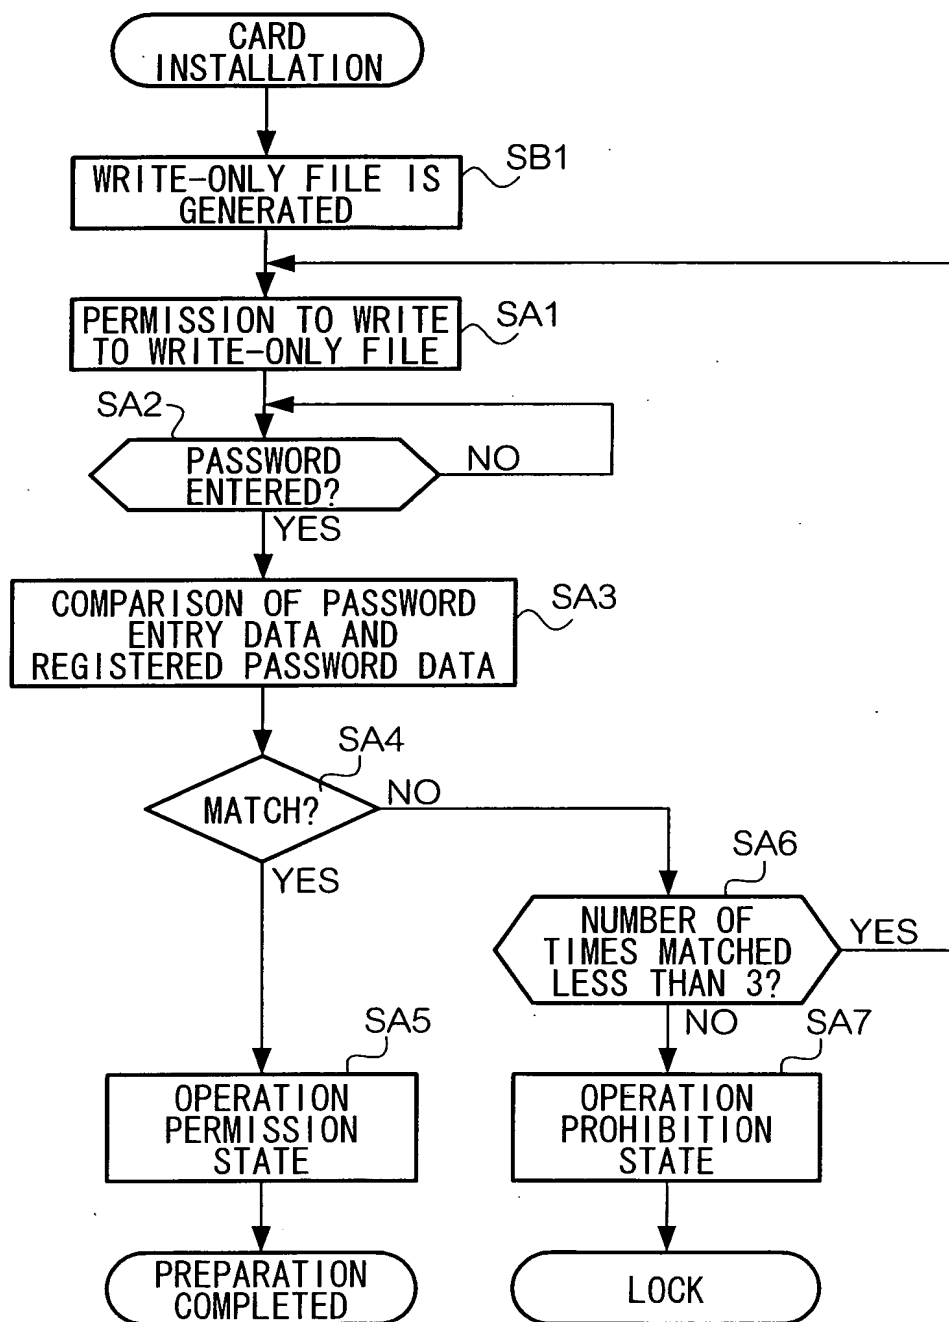 CARD
INSTALLATION
SB1
WRITE-ONLY FILE IS
GENERATED
SA1
PERMISSION TO WRITE
TO WRITE-ONLY FILE
SA2
PASSWORD
ENTERED?
NO
YES
SA3
COMPARISON OF PASSWORD
ENTRY DATA AND
REGISTERED PASSWORD DATA
SA4
MATCH?
NO
YES
SA6
NUMBER OF
TIMES MATCHED
LESS THAN 3?
YES
NO
SA5
OPERATION
PERMISSION
STATE
SA7
OPERATION
PROHIBITION
STATE
PREPARATION
COMPLETED
LOCK